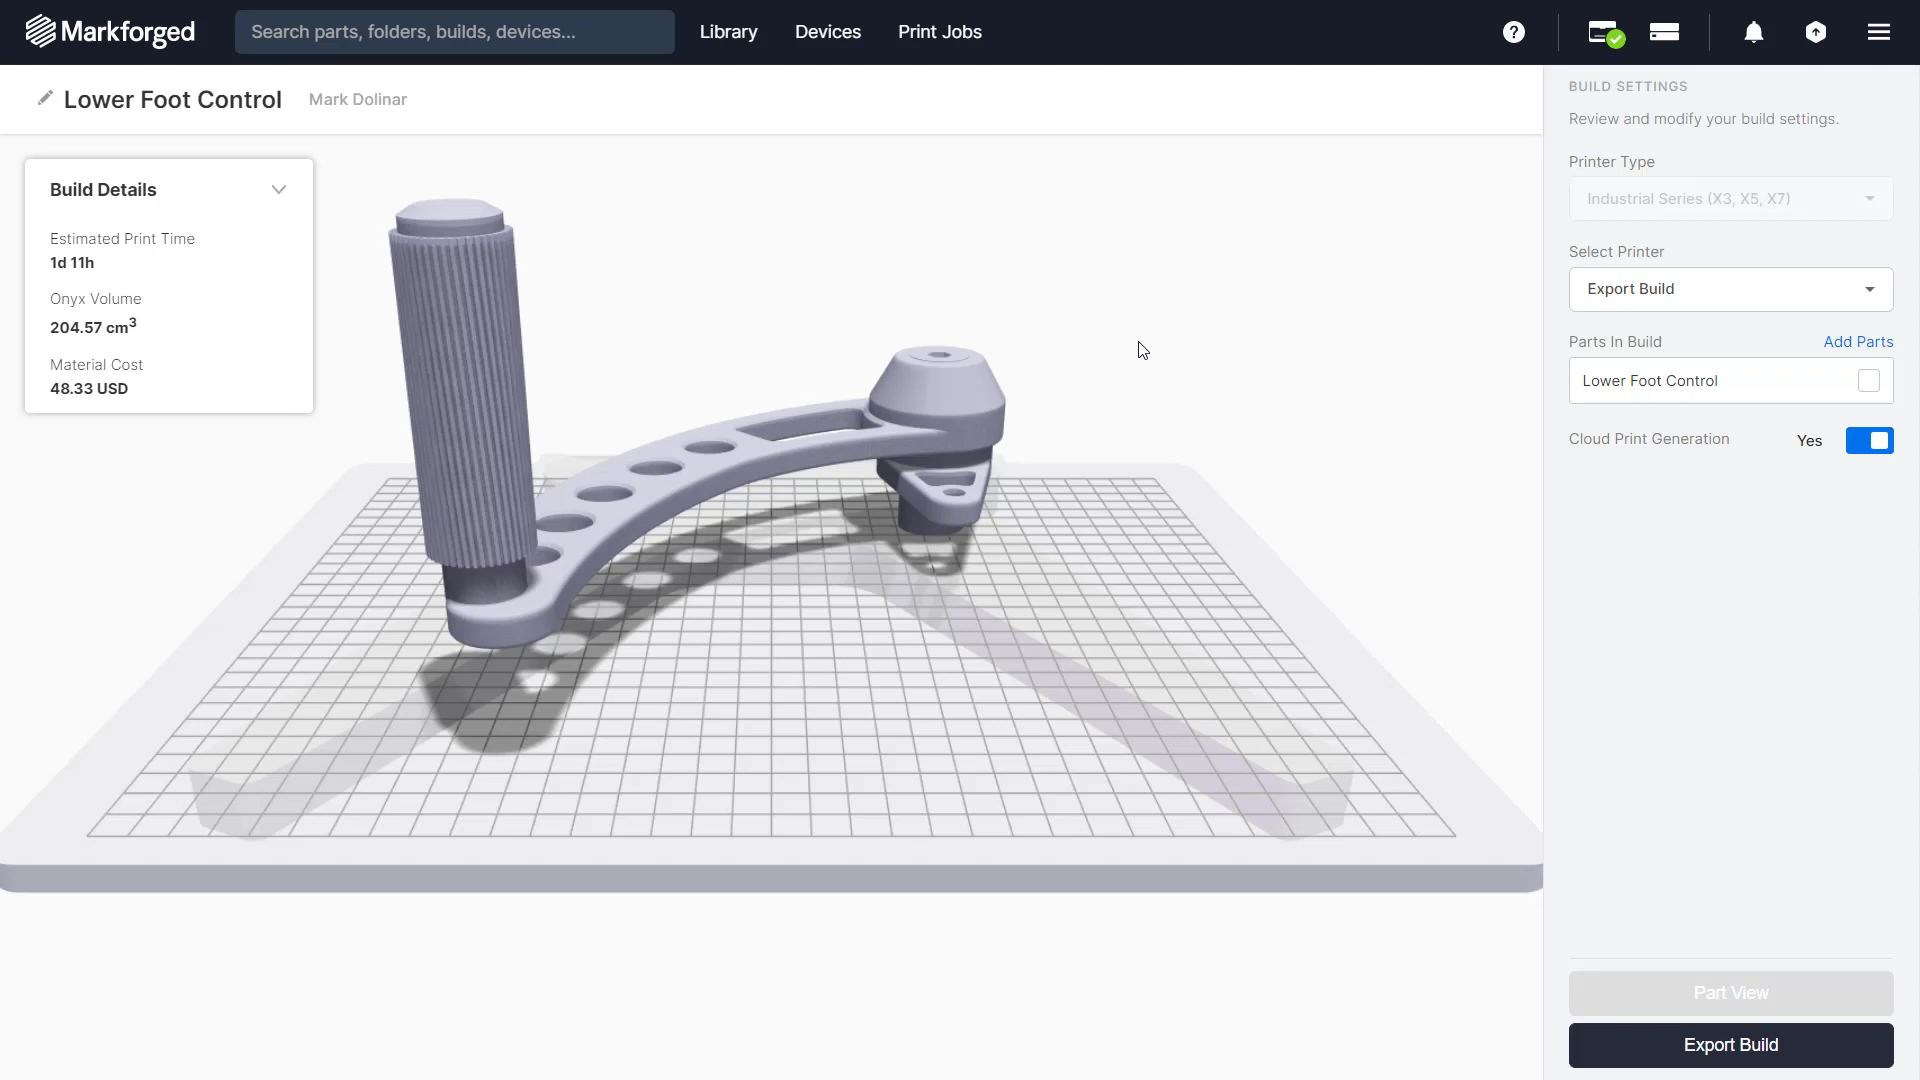 Markforged
Search parts, folders, builds, devices...
Library
Devices
Print Jobs
?
Lower Foot Control
Mark Dolinar
Build Details
Estimated Print Time
1d 11h
Onyx Volume
204.57 cm³
Material Cost
48.33 USD
BUILD SETTINGS
Review and modify your build settings.
Printer Type
Industrial Series (X3, X5, X7)
Select Printer
Export Build
Parts In Build
Add Parts
Lower Foot Control
Cloud Print Generation
Yes
Part View
Export Build